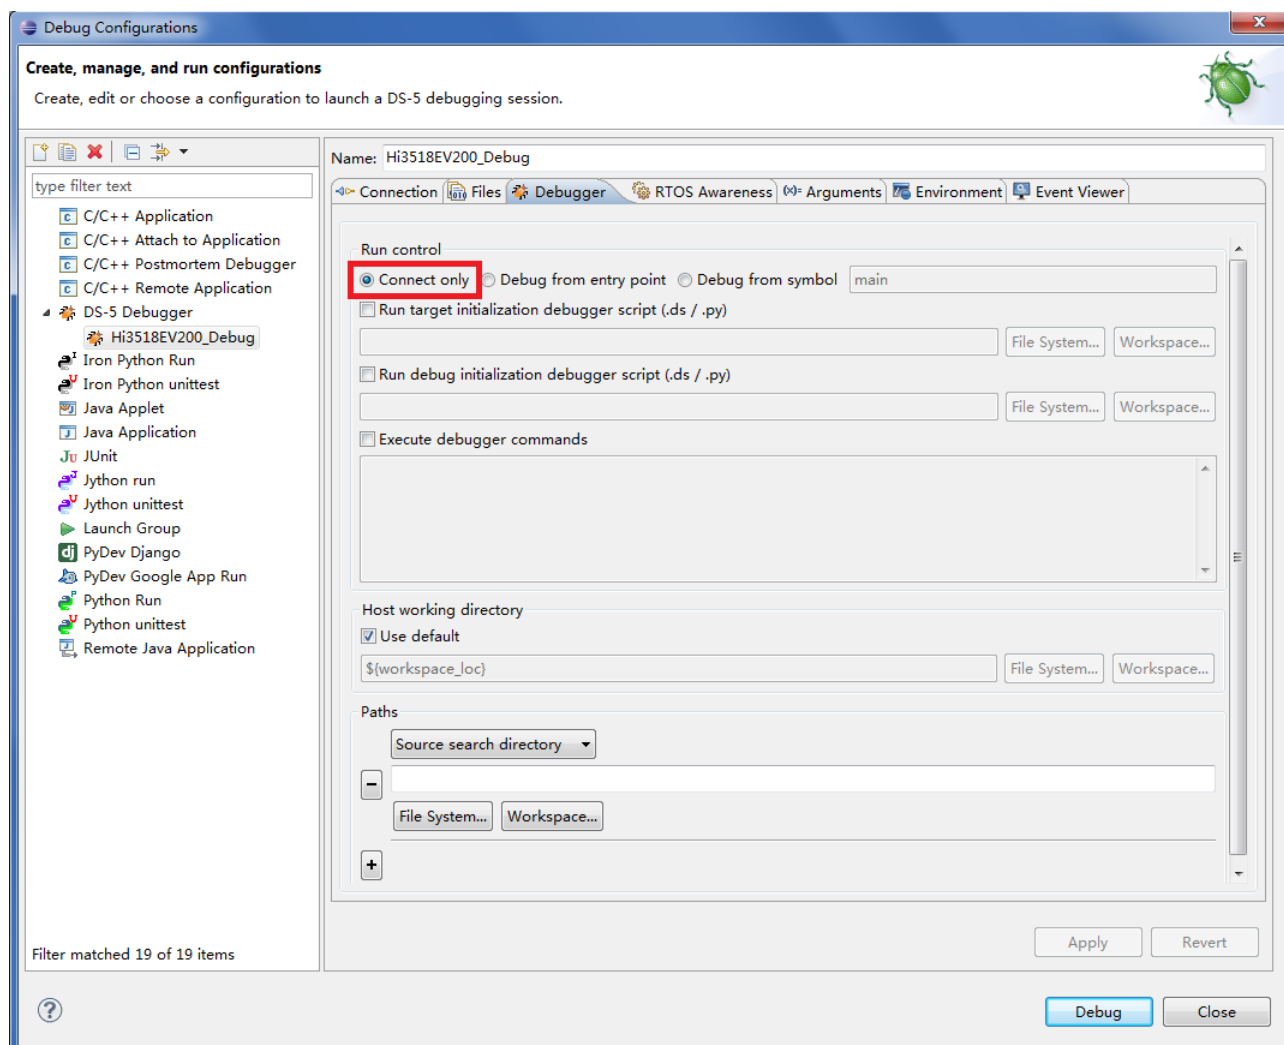 Debug Configurations
Create, manage, and run configurations
Create, edit or choose a configuration to launch a DS-5 debugging session.
type filter text
C/C++ Application
C/C++ Attach to Application
C/C++ Postmortem Debugger
C/C++ Remote Application
DS-5 Debugger
Hi3518EV200_Debug
Iron Python Run
Iron Python unittest
Java Applet
Java Application
JUnit
Jython run
Jython unittest
Launch Group
PyDev Django
PyDev Google App Run
Python Run
Python unittest
Remote Java Application
Filter matched 19 of 19 items
Name: Hi3518EV200_Debug
Connection Files Debugger RTOS Awareness (x)= Arguments Environment Event Viewer
Run control
Connect only Debug from entry point Debug from symbol main
Run target initialization debugger script (.ds / .py)
File System... Workspace...
Run debug initialization debugger script (.ds / .py)
File System... Workspace...
Execute debugger commands
Host working directory
Use default
${workspace_loc} File System... Workspace...
Paths
Source search directory
File System... Workspace...
Apply Revert
Debug Close